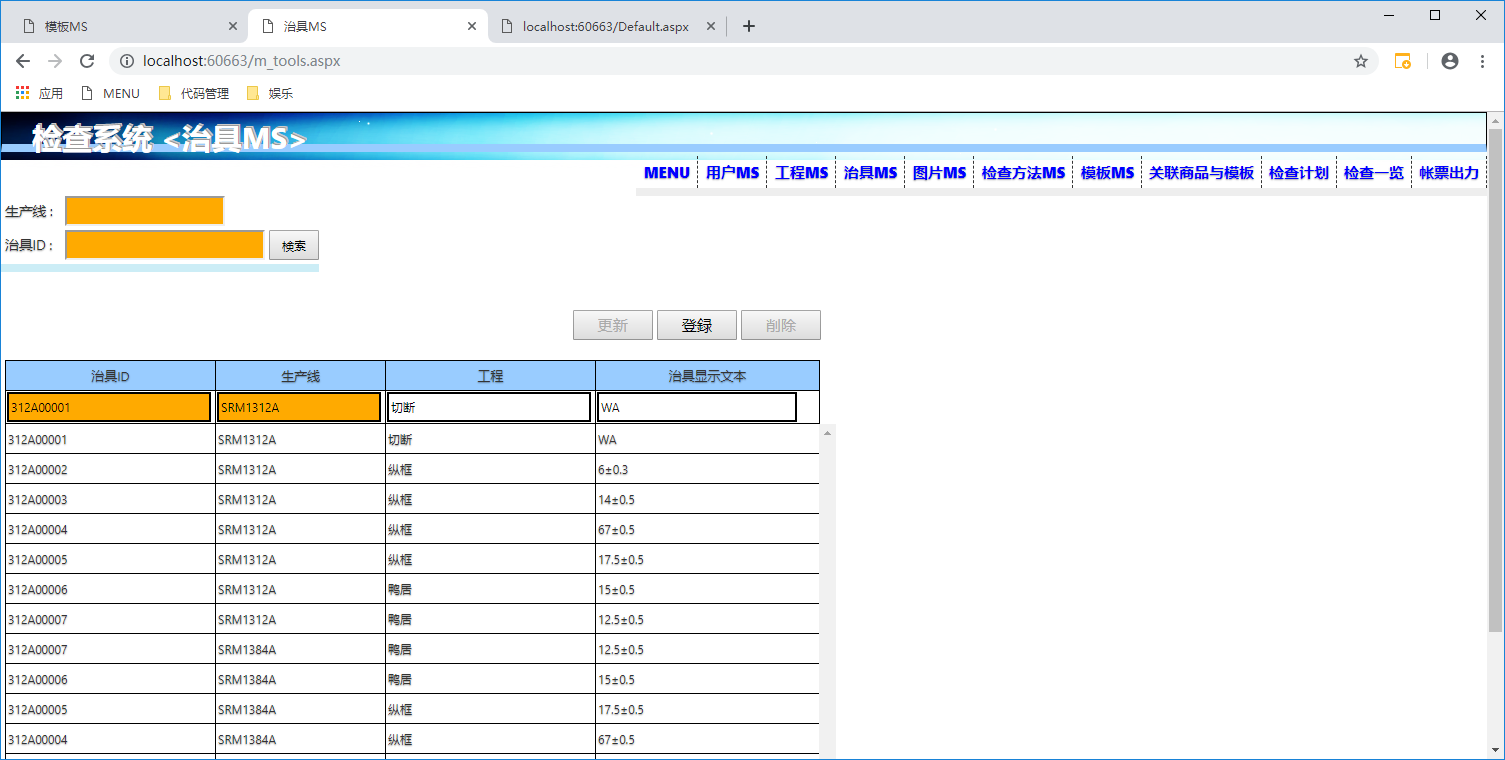 模板MS
治具MS
localhost:60663/Default.aspx
localhost:60663/m_tools.aspx
应用 MENU 代码管理 娱乐
检查系统 <治具MS>
MENU 用户MS 工程MS 治具MS 图片MS 检查方法MS 模板MS 关联商品与模板 检查计划 检查一览 帐票出力
生产线：
治具ID： 检索
更新 登録 削除
治具ID 生产线 工程 治具显示文本
312A00001 SRM1312A 切断 WA
312A00001 SRM1312A 切断 WA
312A00002 SRM1312A 纵框 6±0.3
312A00003 SRM1312A 纵框 14±0.5
312A00004 SRM1312A 纵框 67±0.5
312A00005 SRM1312A 纵框 17.5±0.5
312A00006 SRM1312A 鸭居 15±0.5
312A00007 SRM1312A 鸭居 12.5±0.5
312A00007 SRM1384A 鸭居 12.5±0.5
312A00006 SRM1384A 鸭居 15±0.5
312A00005 SRM1384A 纵框 17.5±0.5
312A00004 SRM1384A 纵框 67±0.5